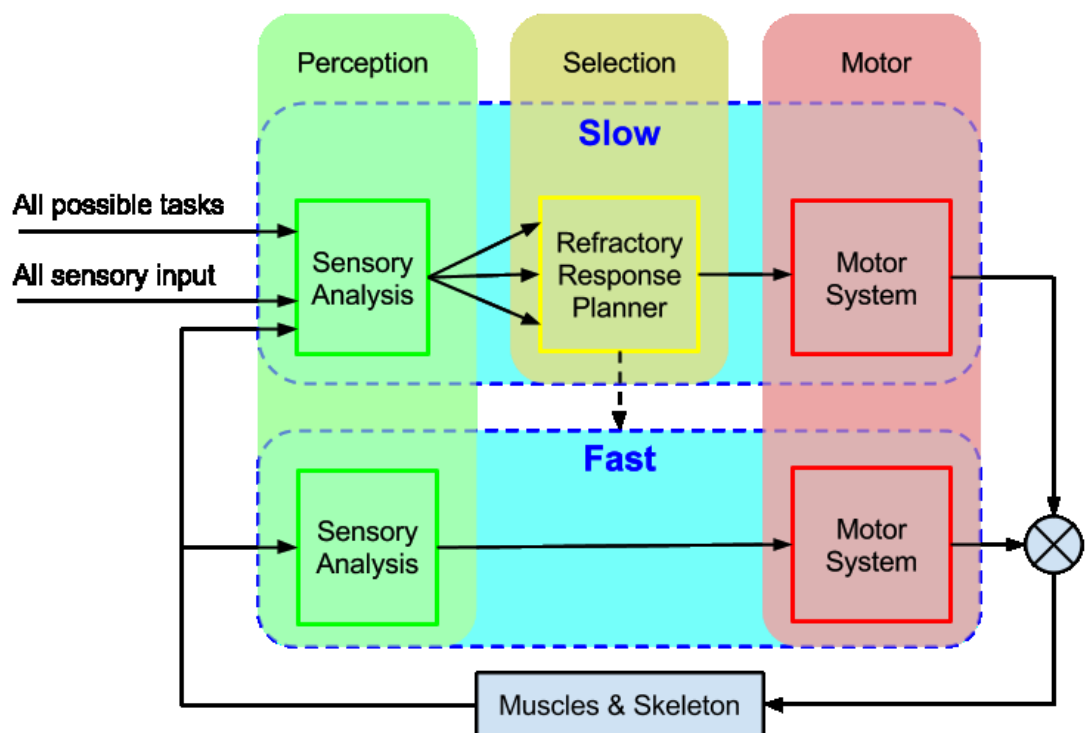 Perception
Selection
Motor
Slow
All possible tasks
All sensory input
Sensory
Analysis
Refractory
Response
Planner
Motor
System
Fast
Sensory
Analysis
Motor
System
Muscles & Skeleton